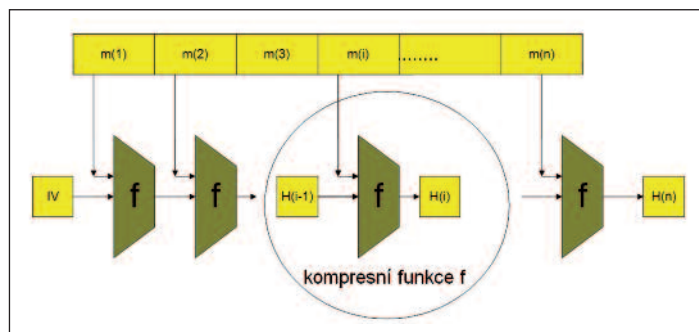 m(1) m(2) m(3) m(i) ........ m(n)
IV f f H(i-1) f H(i) f H(n)
kompresní funkce f